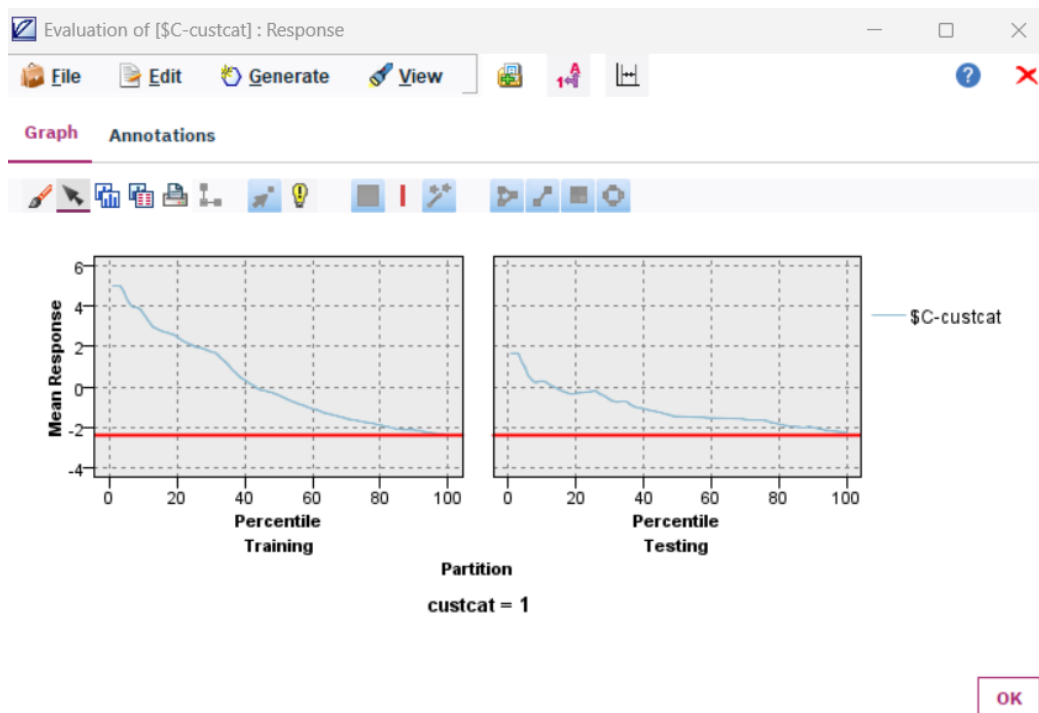 Evaluation of [$C-custcat] : Response
File Edit Generate View
Graph Annotations
6
4
2
0
-2
-4
Mean Response
0 20 40 60 80 100
0 20 40 60 80 100
Percentile
Training
Percentile
Testing
Partition
custcat = 1
$C-custcat
OK